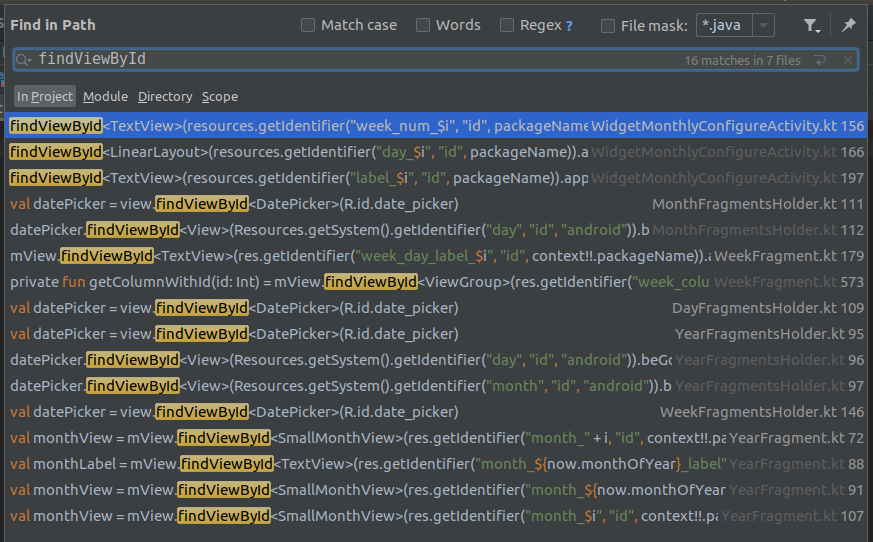 Find in Path Match case Words Regex ? File mask: *.java
findViewById 16 matches in 7 files
In Project Module Directory Scope
findViewById<TextView>(resources.getIdentifier("week_num_$i", "id", packageName WidgetMonthlyConfigureActivity.kt 156
findViewById<LinearLayout>(resources.getIdentifier("day_$i", "id", packageName)).a WidgetMonthlyConfigureActivity.kt 166
findViewById<TextView>(resources.getIdentifier("label_$i", "id", packageName)).app WidgetMonthlyConfigureActivity.kt 197
val datePicker = view.findViewById<DatePicker>(R.id.date_picker) MonthFragmentsHolder.kt 111
datePicker.findViewById<View>(Resources.getSystem().getIdentifier("day", "id", "android")).b MonthFragmentsHolder.kt 112
mView.findViewById<TextView>(res.getIdentifier("week_day_label_$i", "id", context!!.packageName)).a WeekFragment.kt 179
private fun getColumnWithId(id: Int) = mView.findViewById<ViewGroup>(res.getIdentifier("week_colu WeekFragment.kt 573
val datePicker = view.findViewById<DatePicker>(R.id.date_picker) DayFragmentsHolder.kt 109
val datePicker = view.findViewById<DatePicker>(R.id.date_picker) YearFragmentsHolder.kt 95
datePicker.findViewById<View>(Resources.getSystem().getIdentifier("day", "id", "android")).beGo YearFragmentsHolder.kt 96
datePicker.findViewById<View>(Resources.getSystem().getIdentifier("month", "id", "android")).b YearFragmentsHolder.kt 97
val datePicker = view.findViewById<DatePicker>(R.id.date_picker) WeekFragmentsHolder.kt 146
val monthView = mView.findViewById<SmallMonthView>(res.getIdentifier("month_" + i, "id", context!!.pa YearFragment.kt 72
val monthLabel = mView.findViewById<TextView>(res.getIdentifier("month_${now.monthOfYear}_label" YearFragment.kt 88
val monthView = mView.findViewById<SmallMonthView>(res.getIdentifier("month_${now.monthOfYear YearFragment.kt 91
val monthView = mView.findViewById<SmallMonthView>(res.getIdentifier("month_$i", "id", context!!.pa YearFragment.kt 107